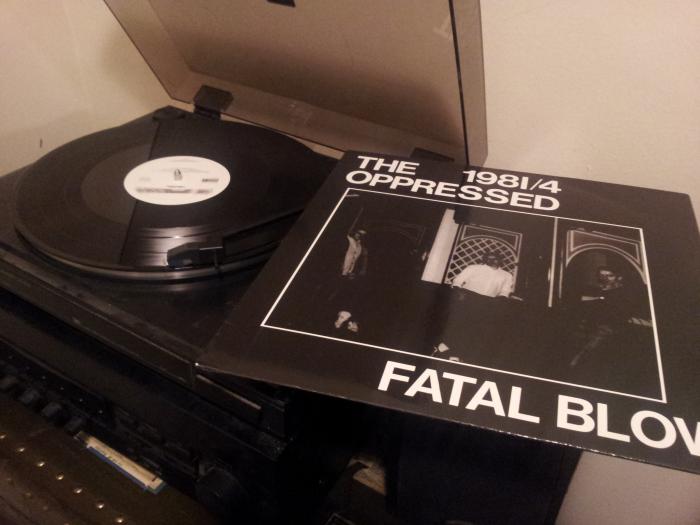 THE 1981/4
OPPRESSED
FATAL BLOW